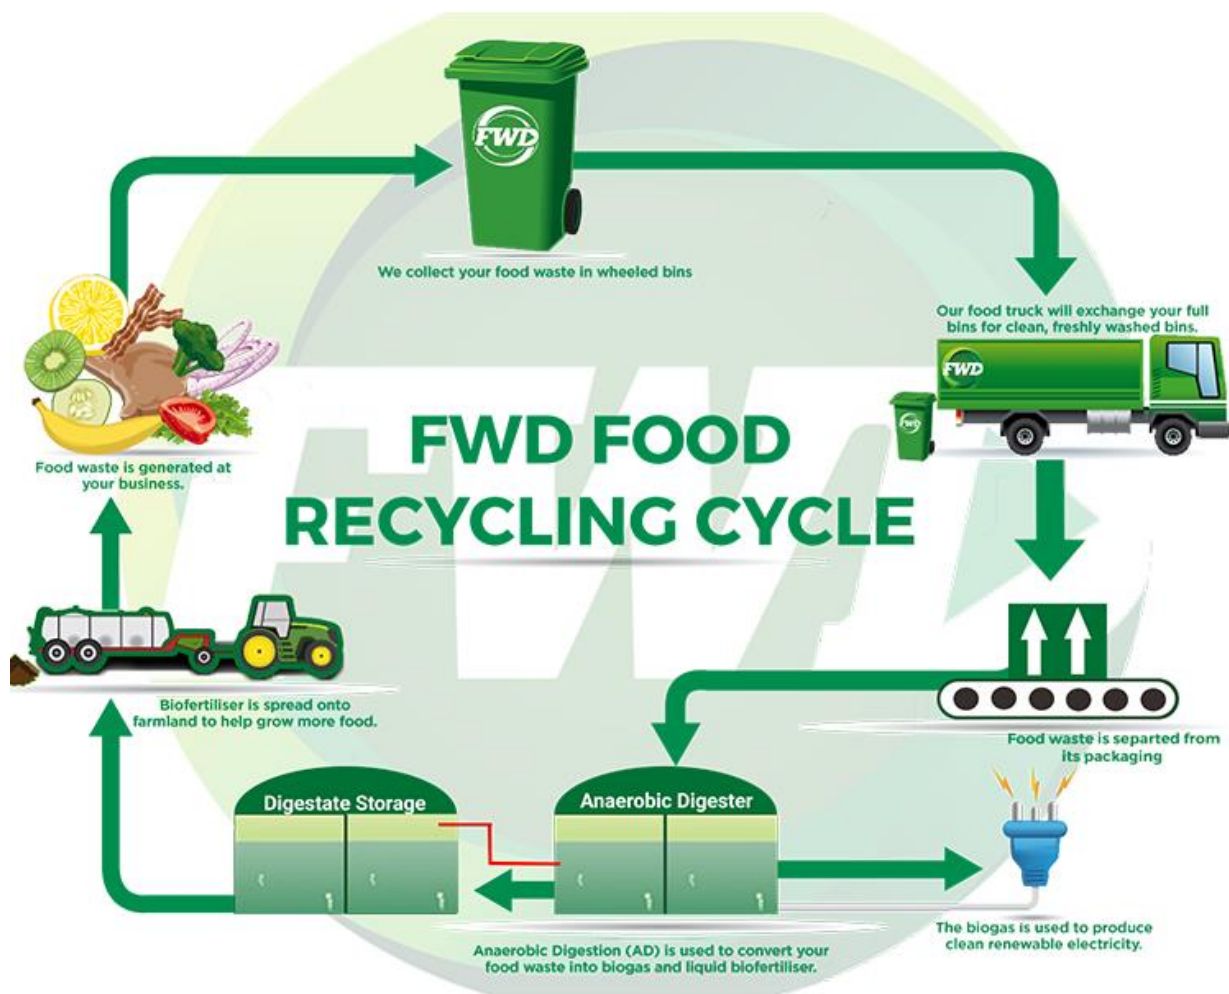 FWD
We collect your food waste in wheeled bins
Our food truck will exchange your full
bins for clean, freshly washed bins.
FWD
FWD
FWD FOOD
RECYCLING CYCLE
FWD
Food waste is generated at
your business.
Biofertiliser is spread onto
farmland to help grow more food.
Food waste is separted from
its packaging
Digestate Storage
Anaerobic Digester
Anaerobic Digestion (AD) is used to convert your
food waste into biogas and liquid biofertiliser.
The biogas is used to produce
clean renewable electricity.